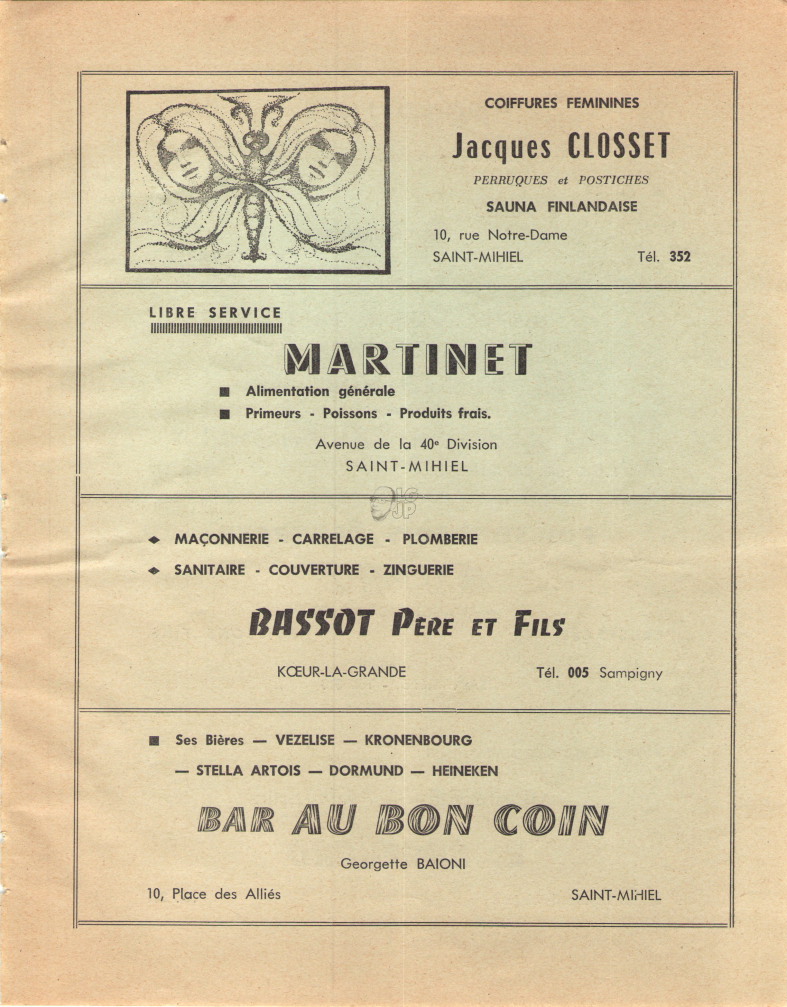 COIFFURES FEMININES
Jacques CLOSSET
PERRUQUES et POSTICHES
SAUNA FINLANDAISE
10, rue Notre-Dame
SAINT-MIHIEL Tél. 352
LIBRE SERVICE
MARTINET
■ Alimentation générale
■ Primeurs - Poissons - Produits frais.
Avenue de la 40e Division
SAINT-MIHIEL
IG
JP
◆ MAÇONNERIE - CARRELAGE - PLOMBERIE
◆ SANITAIRE - COUVERTURE - ZINGUERIE
BASSOT PÈRE ET FILS
KŒUR-LA-GRANDE Tél. 005 Sampigny
■ Ses Bières — VEZELISE — KRONENBOURG
— STELLA ARTOIS — DORMUND — HEINEKEN
BAR AU BON COIN
Georgette BAIONI
10, Place des Alliés SAINT-MIHIEL